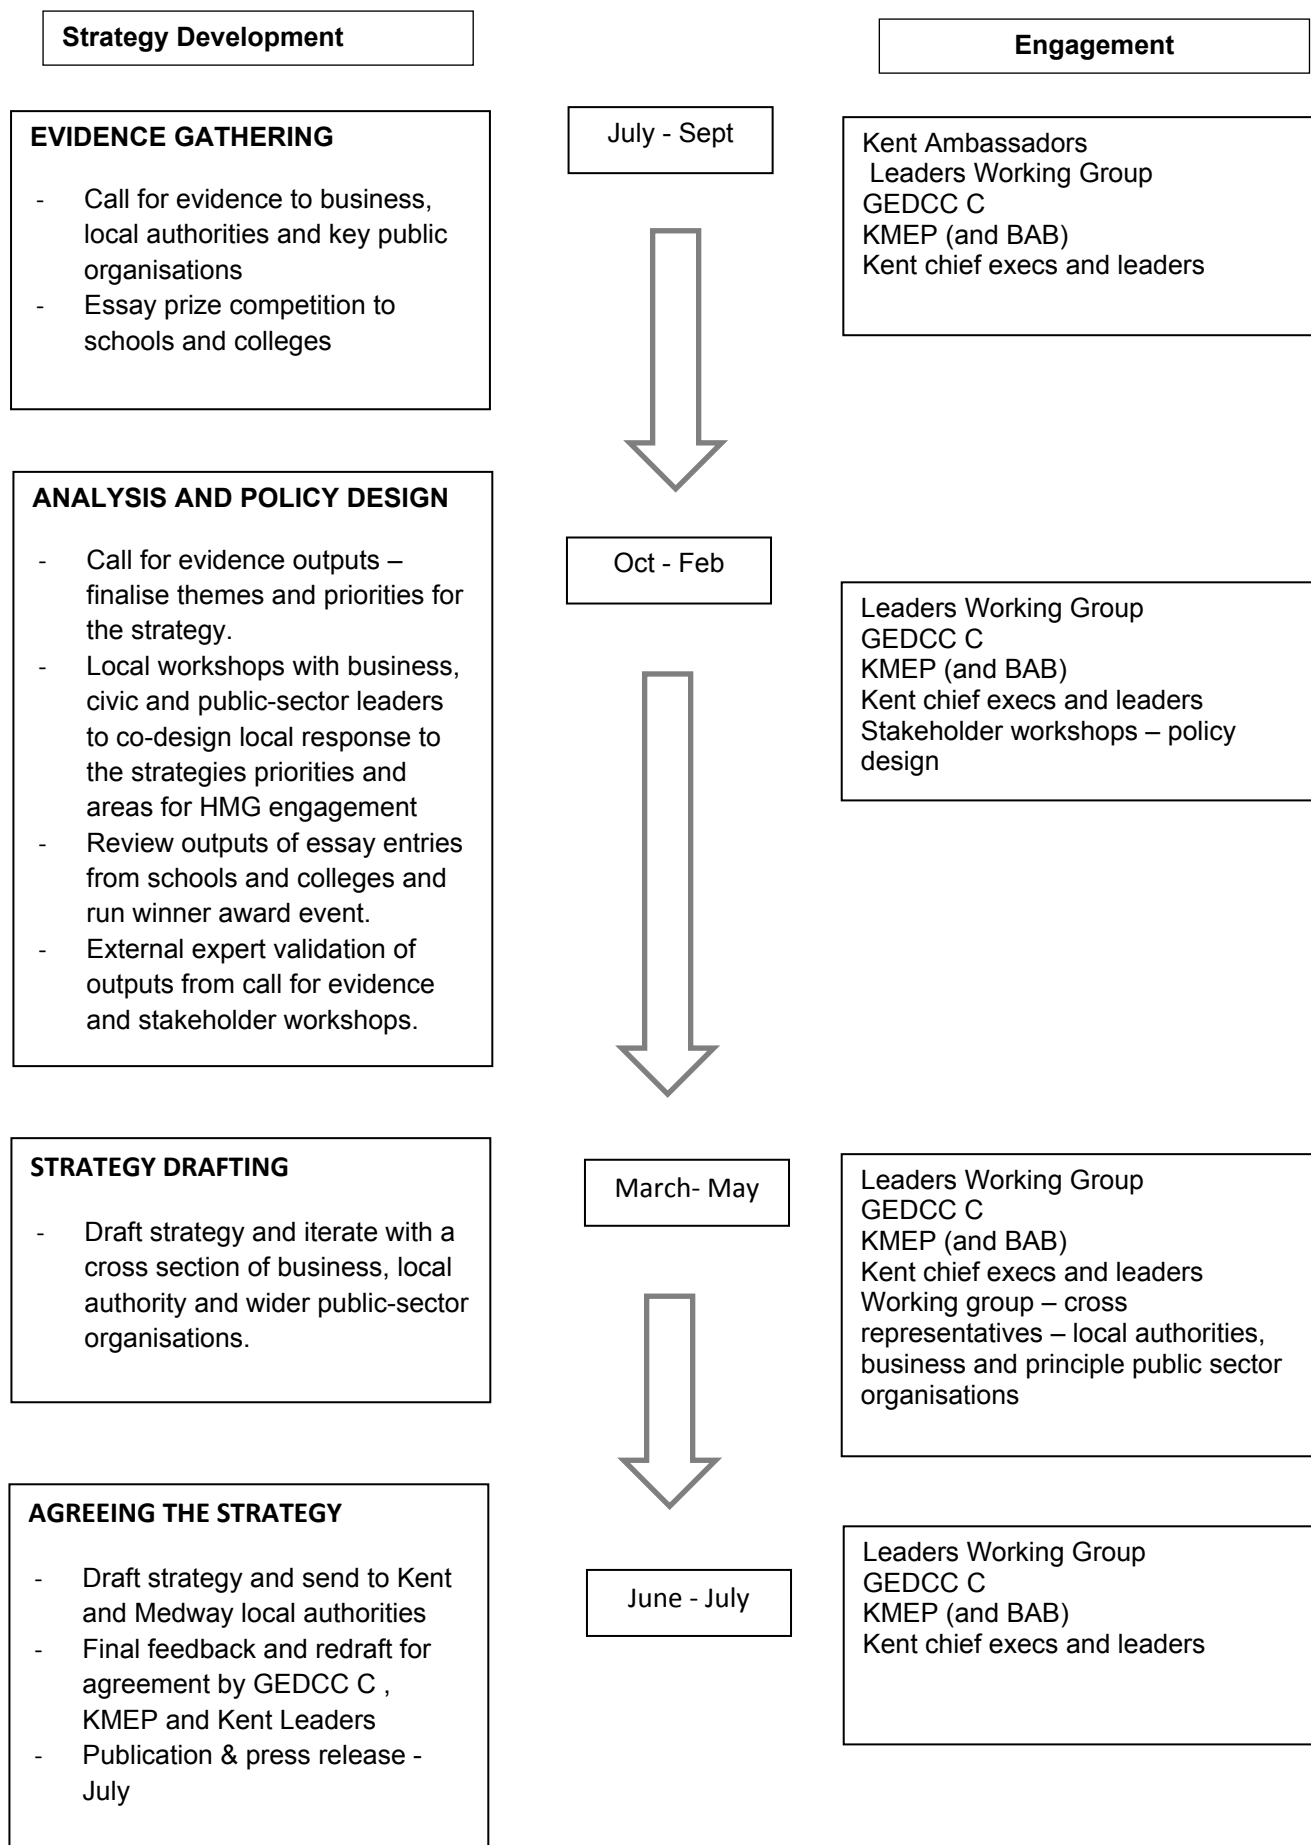 Strategy Development
Engagement
EVIDENCE GATHERING
- Call for evidence to business,
local authorities and key public
organisations
- Essay prize competition to
schools and colleges
July - Sept
Kent Ambassadors
Leaders Working Group
GEDCC C
KMEP (and BAB)
Kent chief execs and leaders
ANALYSIS AND POLICY DESIGN
- Call for evidence outputs –
finalise themes and priorities for
the strategy.
- Local workshops with business,
civic and public-sector leaders
to co-design local response to
the strategies priorities and
areas for HMG engagement
- Review outputs of essay entries
from schools and colleges and
run winner award event.
- External expert validation of
outputs from call for evidence
and stakeholder workshops.
Oct - Feb
Leaders Working Group
GEDCC C
KMEP (and BAB)
Kent chief execs and leaders
Stakeholder workshops – policy
design
STRATEGY DRAFTING
- Draft strategy and iterate with a
cross section of business, local
authority and wider public-sector
organisations.
March- May
Leaders Working Group
GEDCC C
KMEP (and BAB)
Kent chief execs and leaders
Working group – cross
representatives – local authorities,
business and principle public sector
organisations
AGREEING THE STRATEGY
- Draft strategy and send to Kent
and Medway local authorities
- Final feedback and redraft for
agreement by GEDCC C ,
KMEP and Kent Leaders
- Publication & press release -
July
June - July
Leaders Working Group
GEDCC C
KMEP (and BAB)
Kent chief execs and leaders